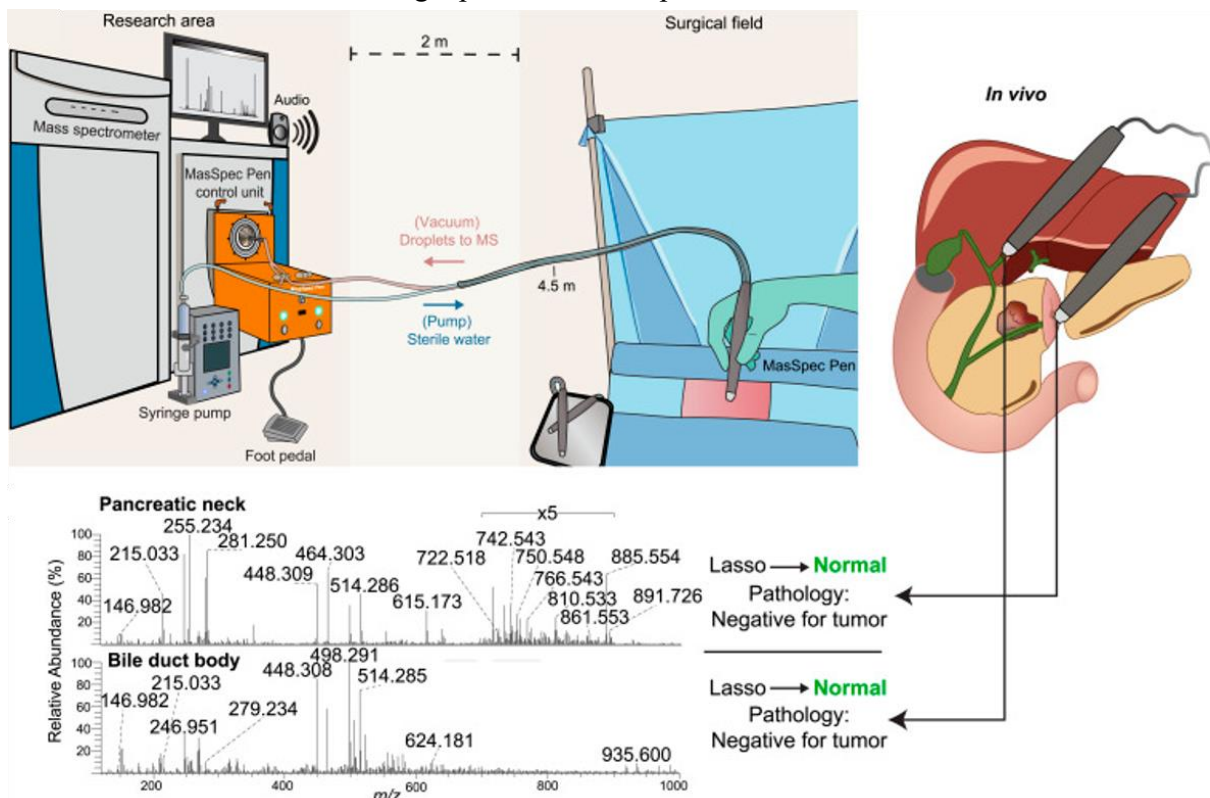 Research area
2 m
Surgical field
Audio
Mass spectrometer
MasSpec Pen
control unit
(Vacuum)
Droplets to MS
4.5 m
(Pump)
Sterile water
MasSpec Pen
Syringe pump
Foot pedal
In vivo
Pancreatic neck
x5
Relative Abundance (%)
100
80
60
40
20
255.234
215.033
281.250
146.982
448.309
464.303
514.286
615.173
722.518
742.543
750.548
766.543
810.533
861.553
885.554
891.726
Lasso → Normal
Pathology:
Negative for tumor
Bile duct body
100
80
60
40
20
146.982
215.033
246.951
279.234
448.308
498.291
514.285
624.181
935.600
200
400
600
800
1000
m/z
Lasso → Normal
Pathology:
Negative for tumor